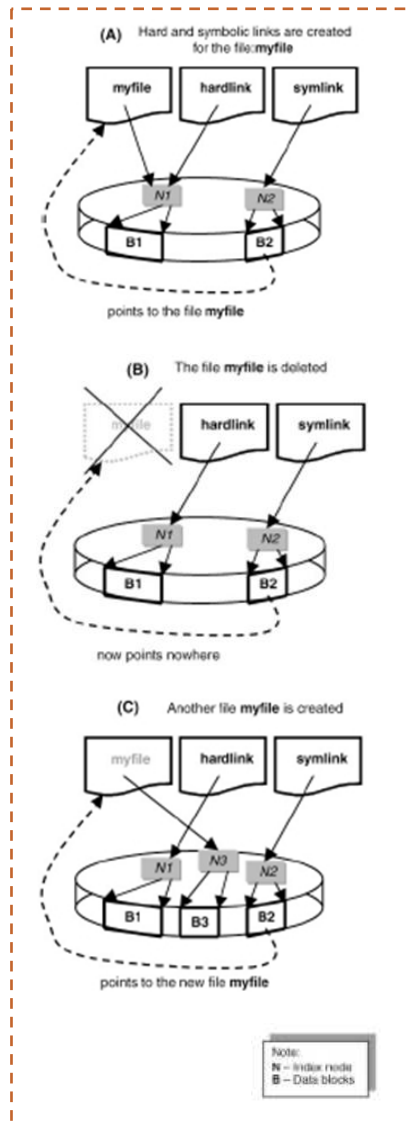 (A) Hard and symbolic links are created
for the file:myfile
myfile hardlink symlink
N1 N2
B1 B2
points to the file myfile
(B) The file myfile is deleted
myfile hardlink symlink
N1 N2
B1 B2
now points nowhere
(C) Another file myfile is created
myfile hardlink symlink
N1 N3 N2
B1 B3 B2
points to the new file myfile
Note:
N – Index node
B – Data blocks